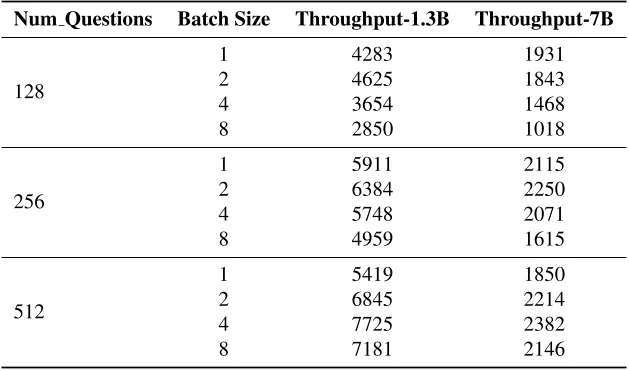 Num_Questions Batch Size Throughput-1.3B Throughput-7B
128
1 4283 1931
2 4625 1843
4 3654 1468
8 2850 1018
256
1 5911 2115
2 6384 2250
4 5748 2071
8 4959 1615
512
1 5419 1850
2 6845 2214
4 7725 2382
8 7181 2146